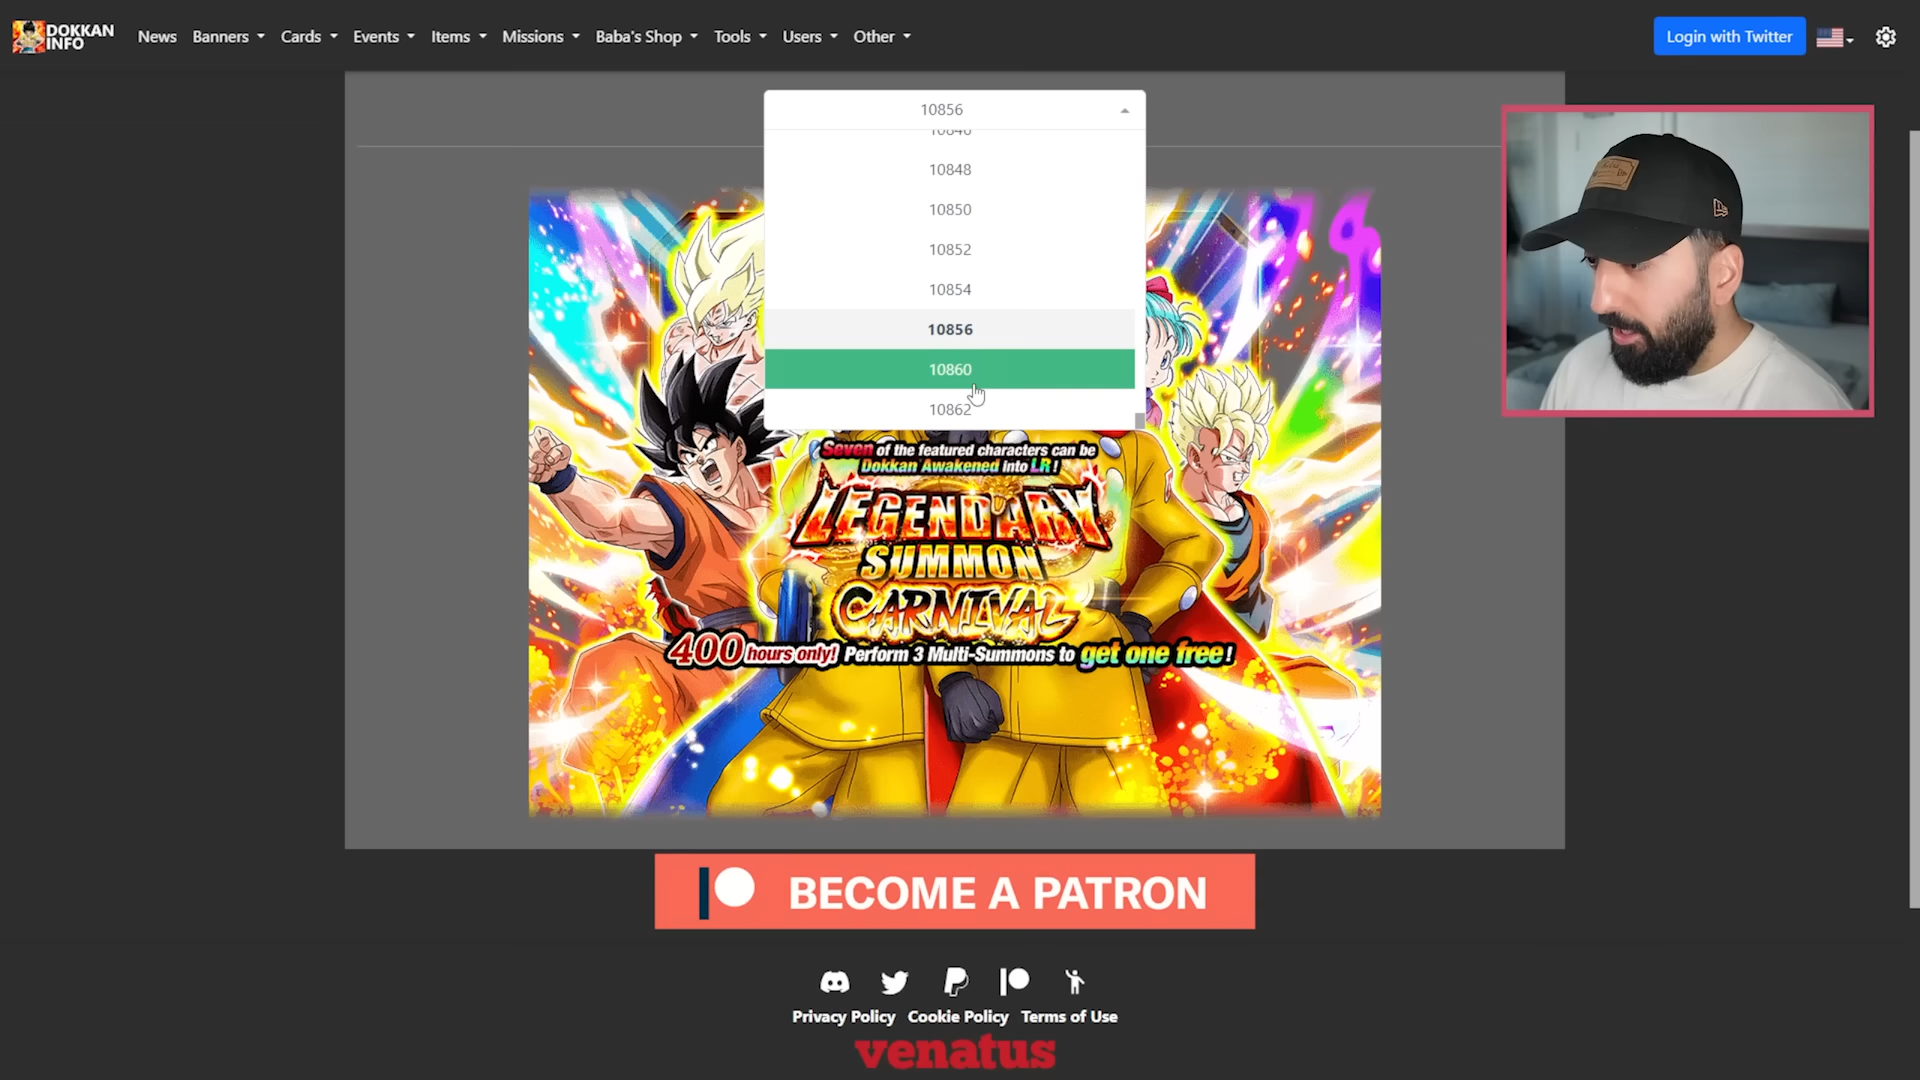 DOKKAN
INFO
News
Banners
Cards
Events
Items
Missions
Baba's Shop
Tools
Users
Other
Login with Twitter
10856
10846
10848
10850
10852
10854
10856
10860
10862
Seven of the featured characters can be
Dokkan Awakened into LR!
LEGENDARY
SUMMON
CARNIVAL
400 hours only! Perform 3 Multi-Summons to get one free!
BECOME A PATRON
Privacy Policy
Cookie Policy
Terms of Use
venatus